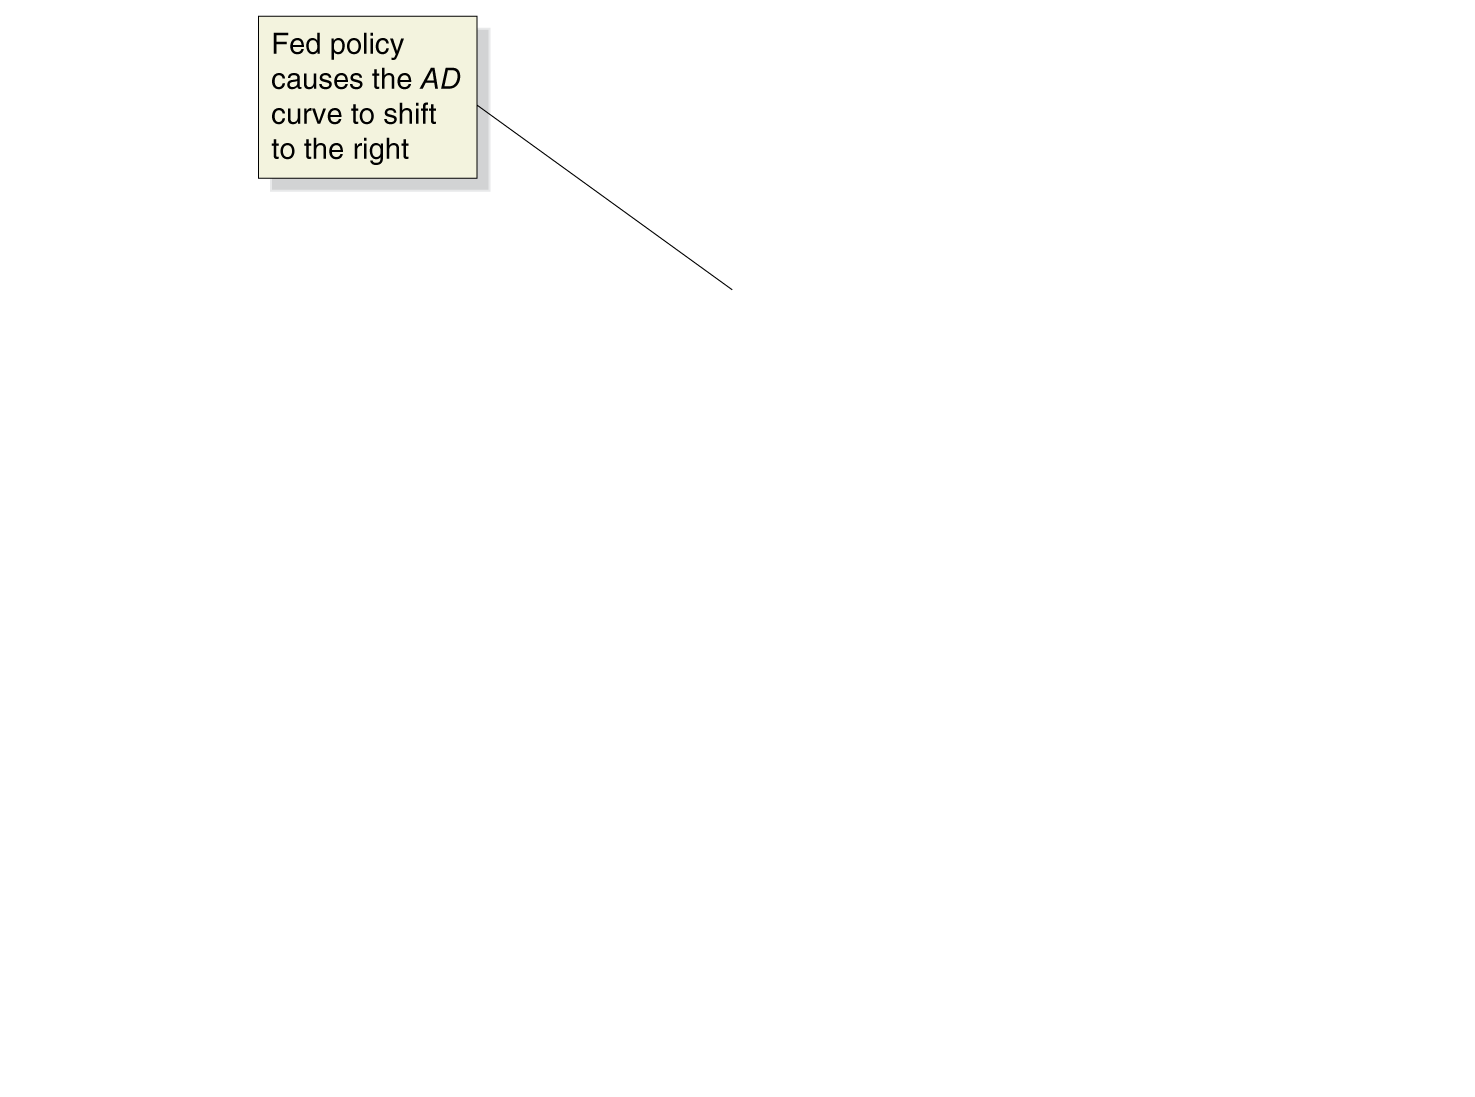 Fed policy
causes the AD
curve to shift
to the right